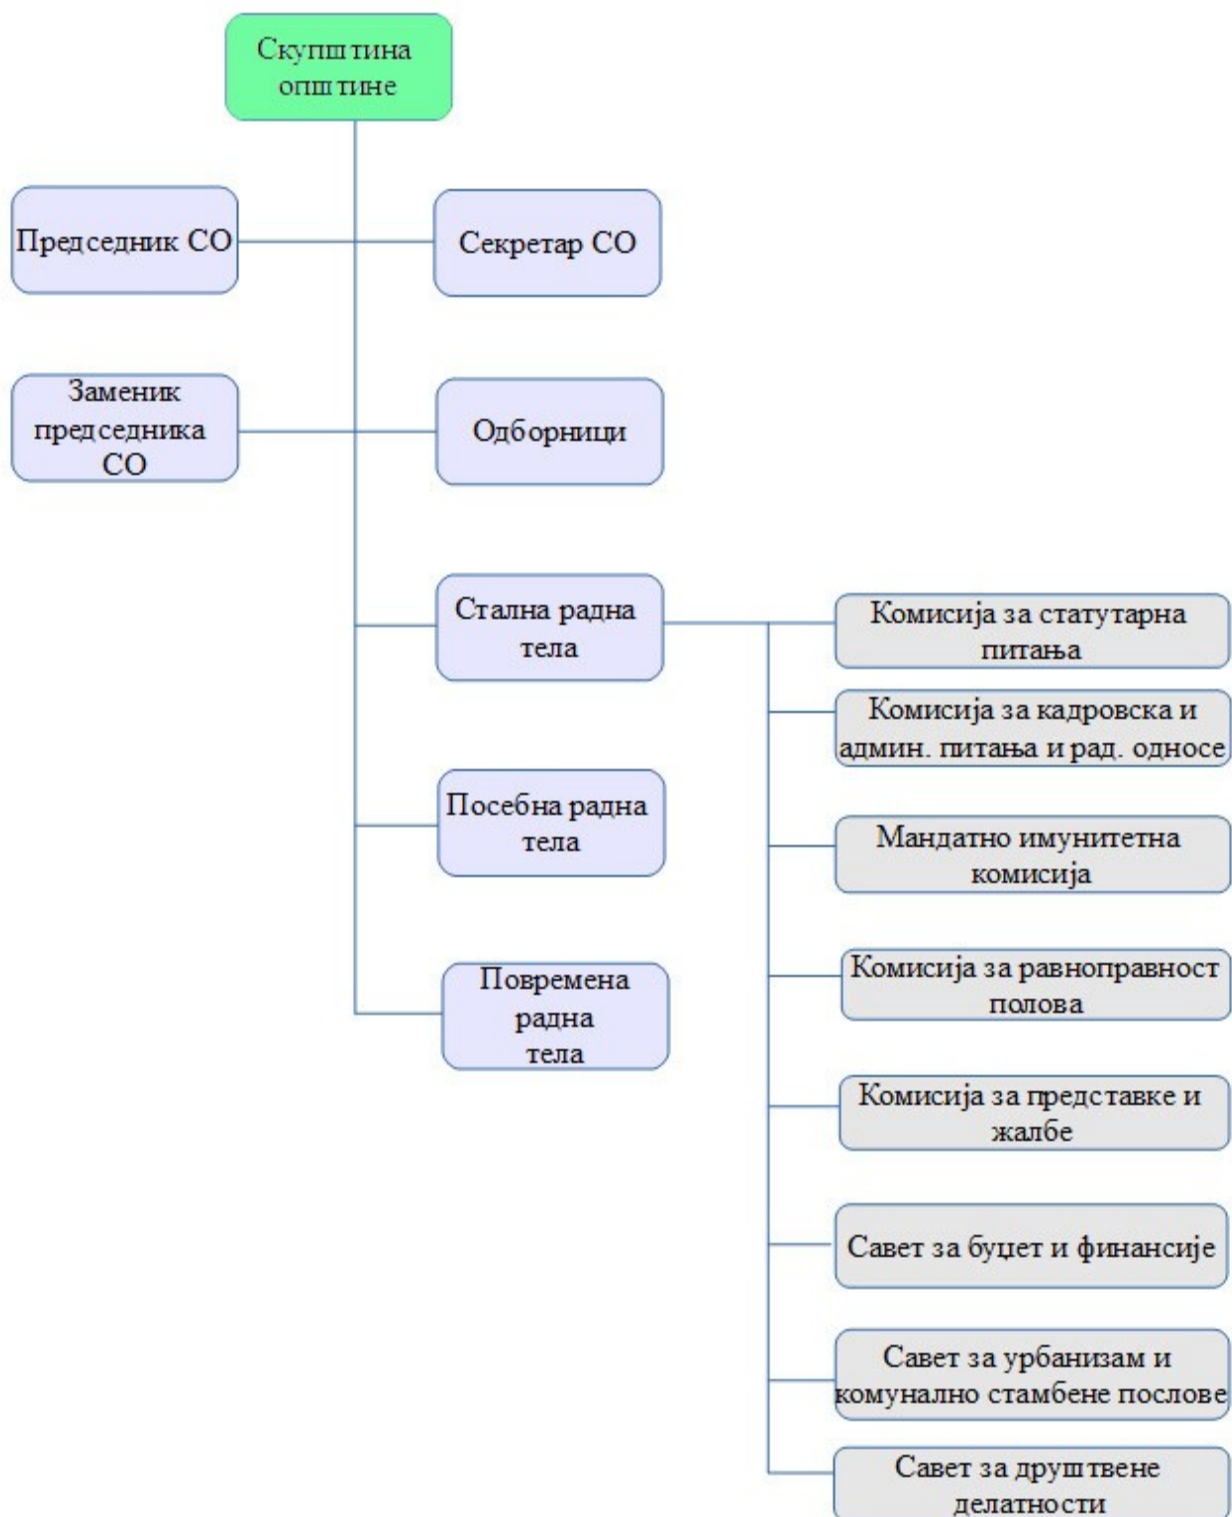 Скупштина
општине
Председник СО
Секретар СО
Заменик
председника
СО
Одборници
Стална радна
тела
Посебна радна
тела
Повремена
радна
тела
Комисија за статутарна
питања
Комисија за кадровска и
админ. питања и рад. односе
Мандатно имунитетна
комисија
Комисија за равноправност
полова
Комисија за представке и
жалбе
Савет за буџет и финансије
Савет за урбанизам и
комунално стамбене послове
Савет за друштвене
делатности